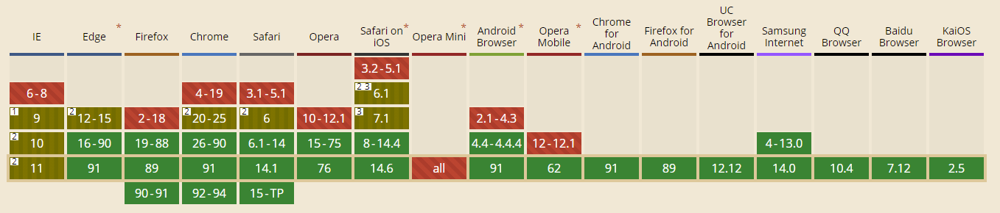 IE
Edge *
Firefox
Chrome
Safari
Opera
Safari on *
iOS
Opera Mini *
Android *
Browser
Opera *
Mobile
Chrome
for
Android
Firefox for
Android
UC
Browser
for
Android
Samsung
Internet
QQ
Browser
Baidu
Browser
KaiOS
Browser
3.2-5.1
6-8 4-19 3.1-5.1 2 3 6.1
1 9 2 12-15 2-18 2 20-25 2 6 10-12.1 3 7.1 2.1-4.3
2 10 16-90 19-88 26-90 6.1-14 15-75 8-14.4 4.4-4.4.4 12-12.1 4-13.0
2 11 91 89 91 14.1 76 14.6 all 91 62 91 89 12.12 14.0 10.4 7.12 2.5
90-91 92-94 15-TP